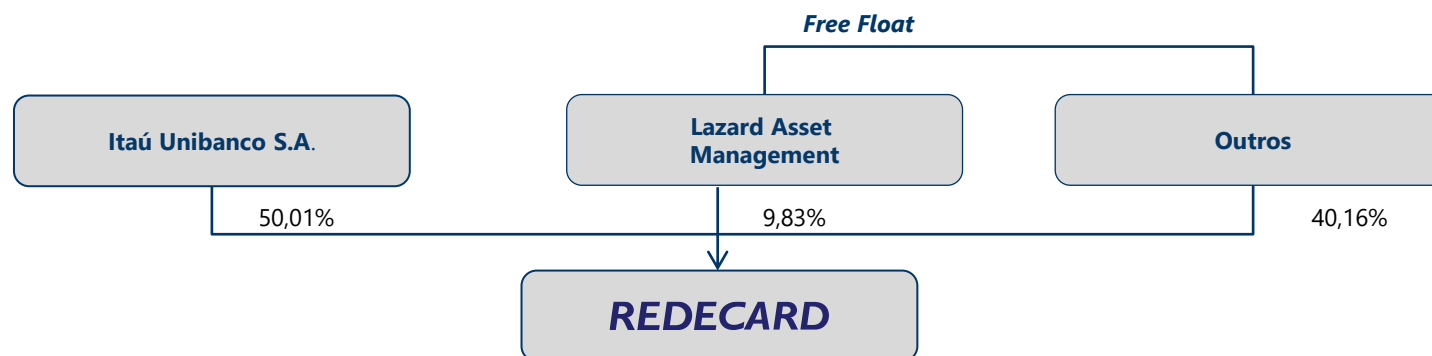 Free Float
Itaú Unibanco S.A.
Lazard Asset
Management
Outros
50,01%
9,83%
40,16%
REDECARD